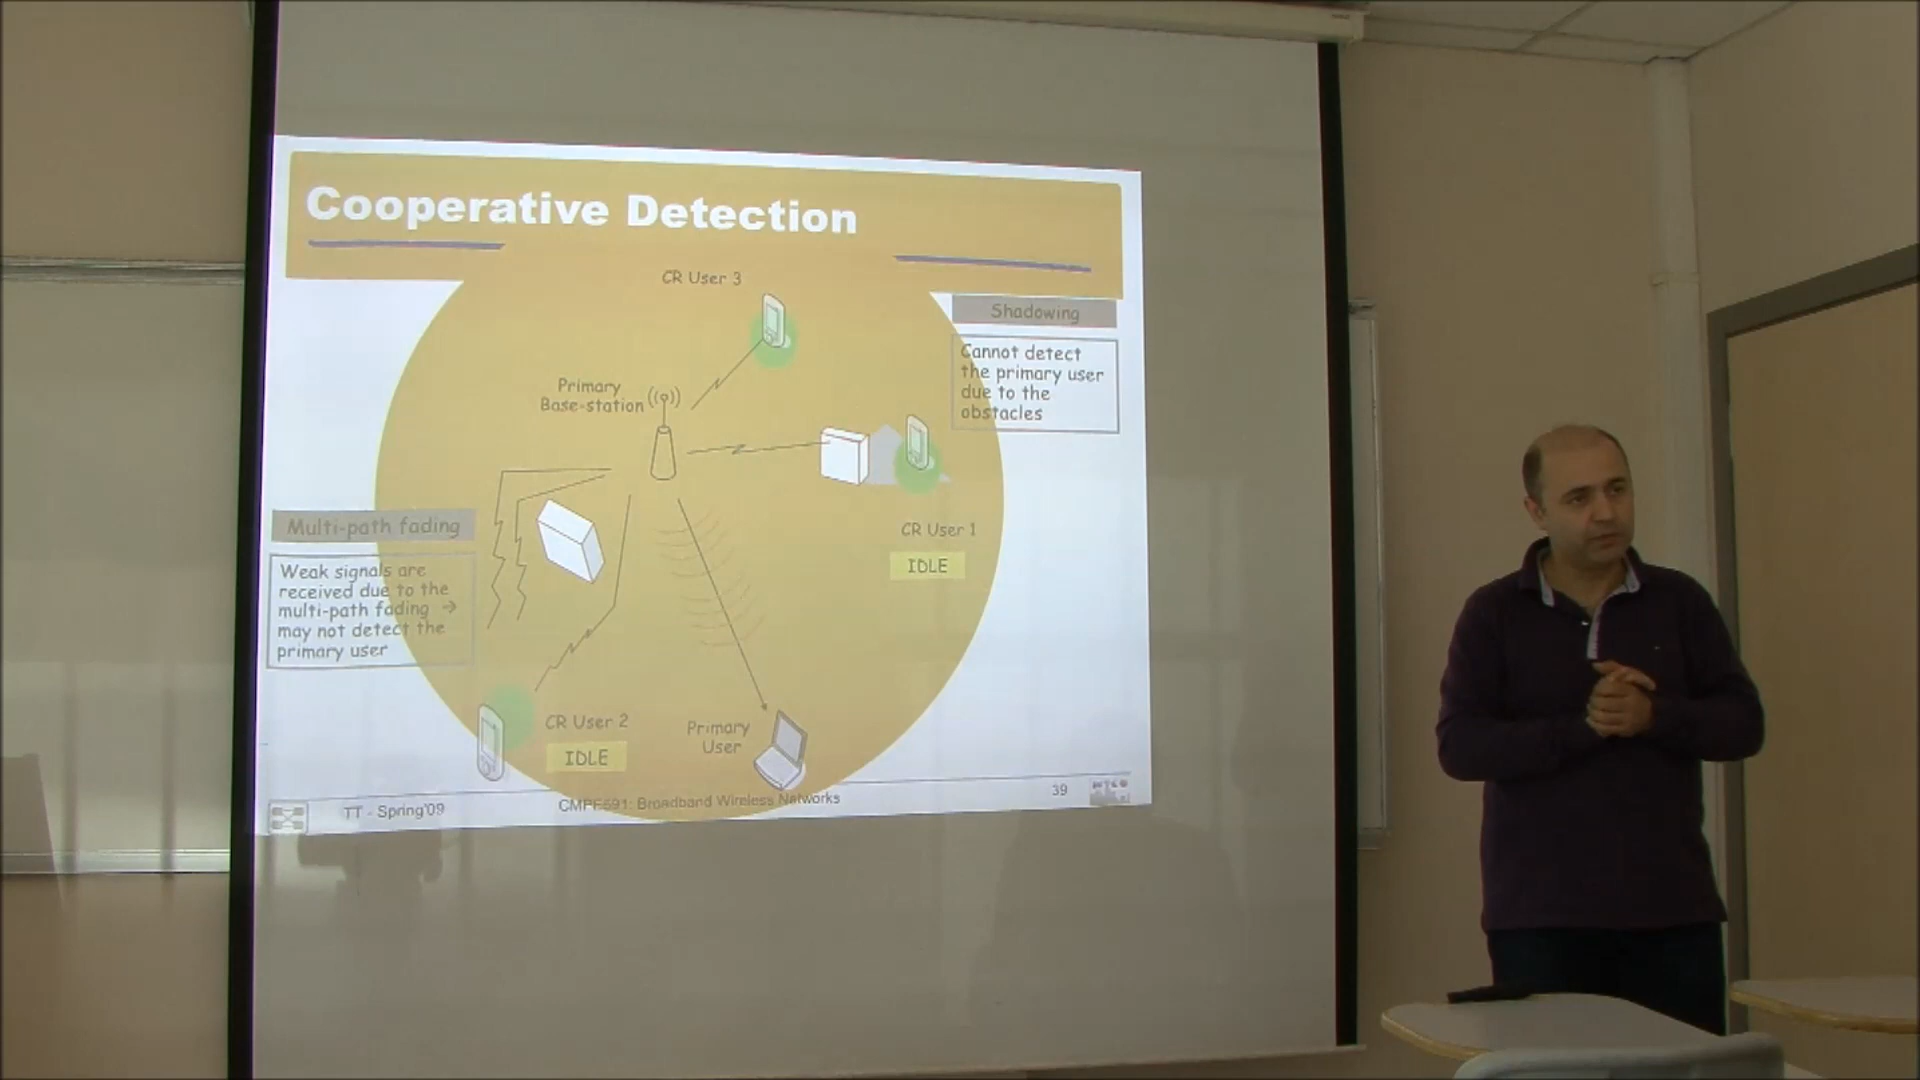 Cooperative Detection
CR User 3
Shadowing
Cannot detect
the primary user
due to the
obstacles
Primary
Base-station
CR User 1
IDLE
Multi-path fading
Weak signals are
received due to the
multi-path fading →
may not detect the
primary user
CR User 2
IDLE
Primary
User
TT - Spring'09
CMPE691: Broadband Wireless Networks
39